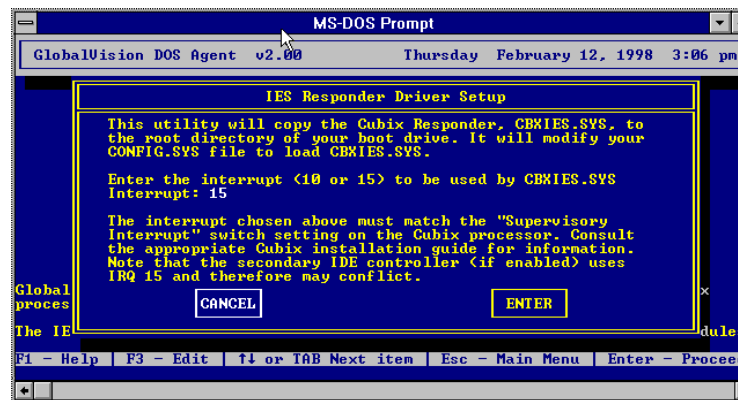 MS-DOS Prompt
GlobalVision DOS Agent v2.00 Thursday February 12, 1998 3:06 pm
IES Responder Driver Setup
This utility will copy the Cubix Responder, CBXIES.SYS, to
the root directory of your boot drive. It will modify your
CONFIG.SYS file to load CBXIES.SYS.
Enter the interrupt (10 or 15) to be used by CBXIES.SYS
Interrupt: 15
The interrupt chosen above must match the "Supervisory
Interrupt" switch setting on the Cubix processor. Consult
the appropriate Cubix installation guide for information.
Note that the secondary IDE controller (if enabled) uses
IRQ 15 and therefore may conflict.
Global x
proces
CANCEL ENTER
The IE dule
F1 - Help | F3 - Edit | ↑↓ or TAB Next item | Esc - Main Menu | Enter - Procee